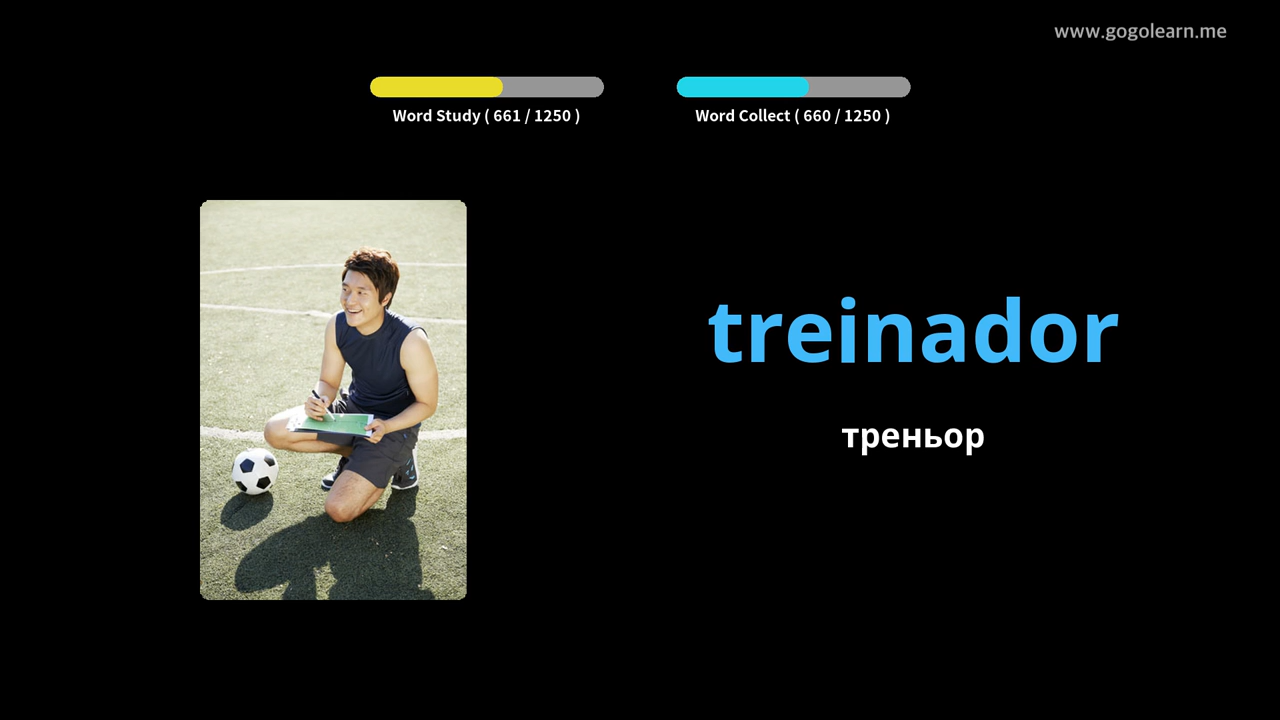 www.gogolearn.me
Word Study ( 661 / 1250 )
Word Collect ( 660 / 1250 )
treinador
треньор